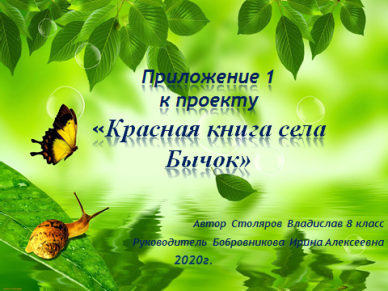 Приложение 1
к проекту
«Красная книга села
Бычок»
Автор Столяров Владислав 8 класс
Руководитель Бобровникова Ирина Алексеевна
2020г.